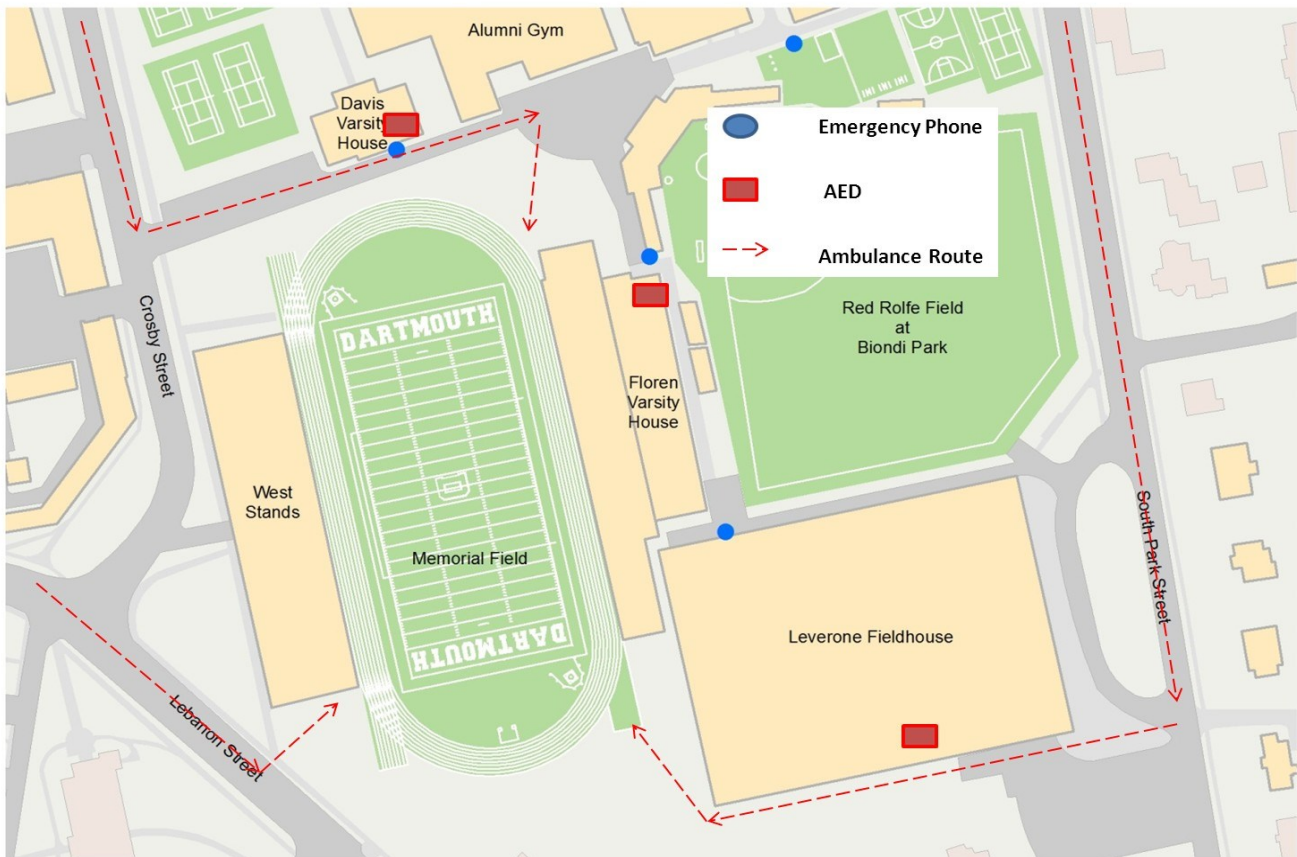 Alumni Gym
Davis
Varsity
House
Emergency Phone
AED
Ambulance Route
Crosby Street
DARTMOUTH
Red Rolfe Field
at
Biondi Park
Floren
Varsity
House
West
Stands
Memorial Field
South Park Street
DARTMOUTH
Leverone Fieldhouse
Lebanon Street